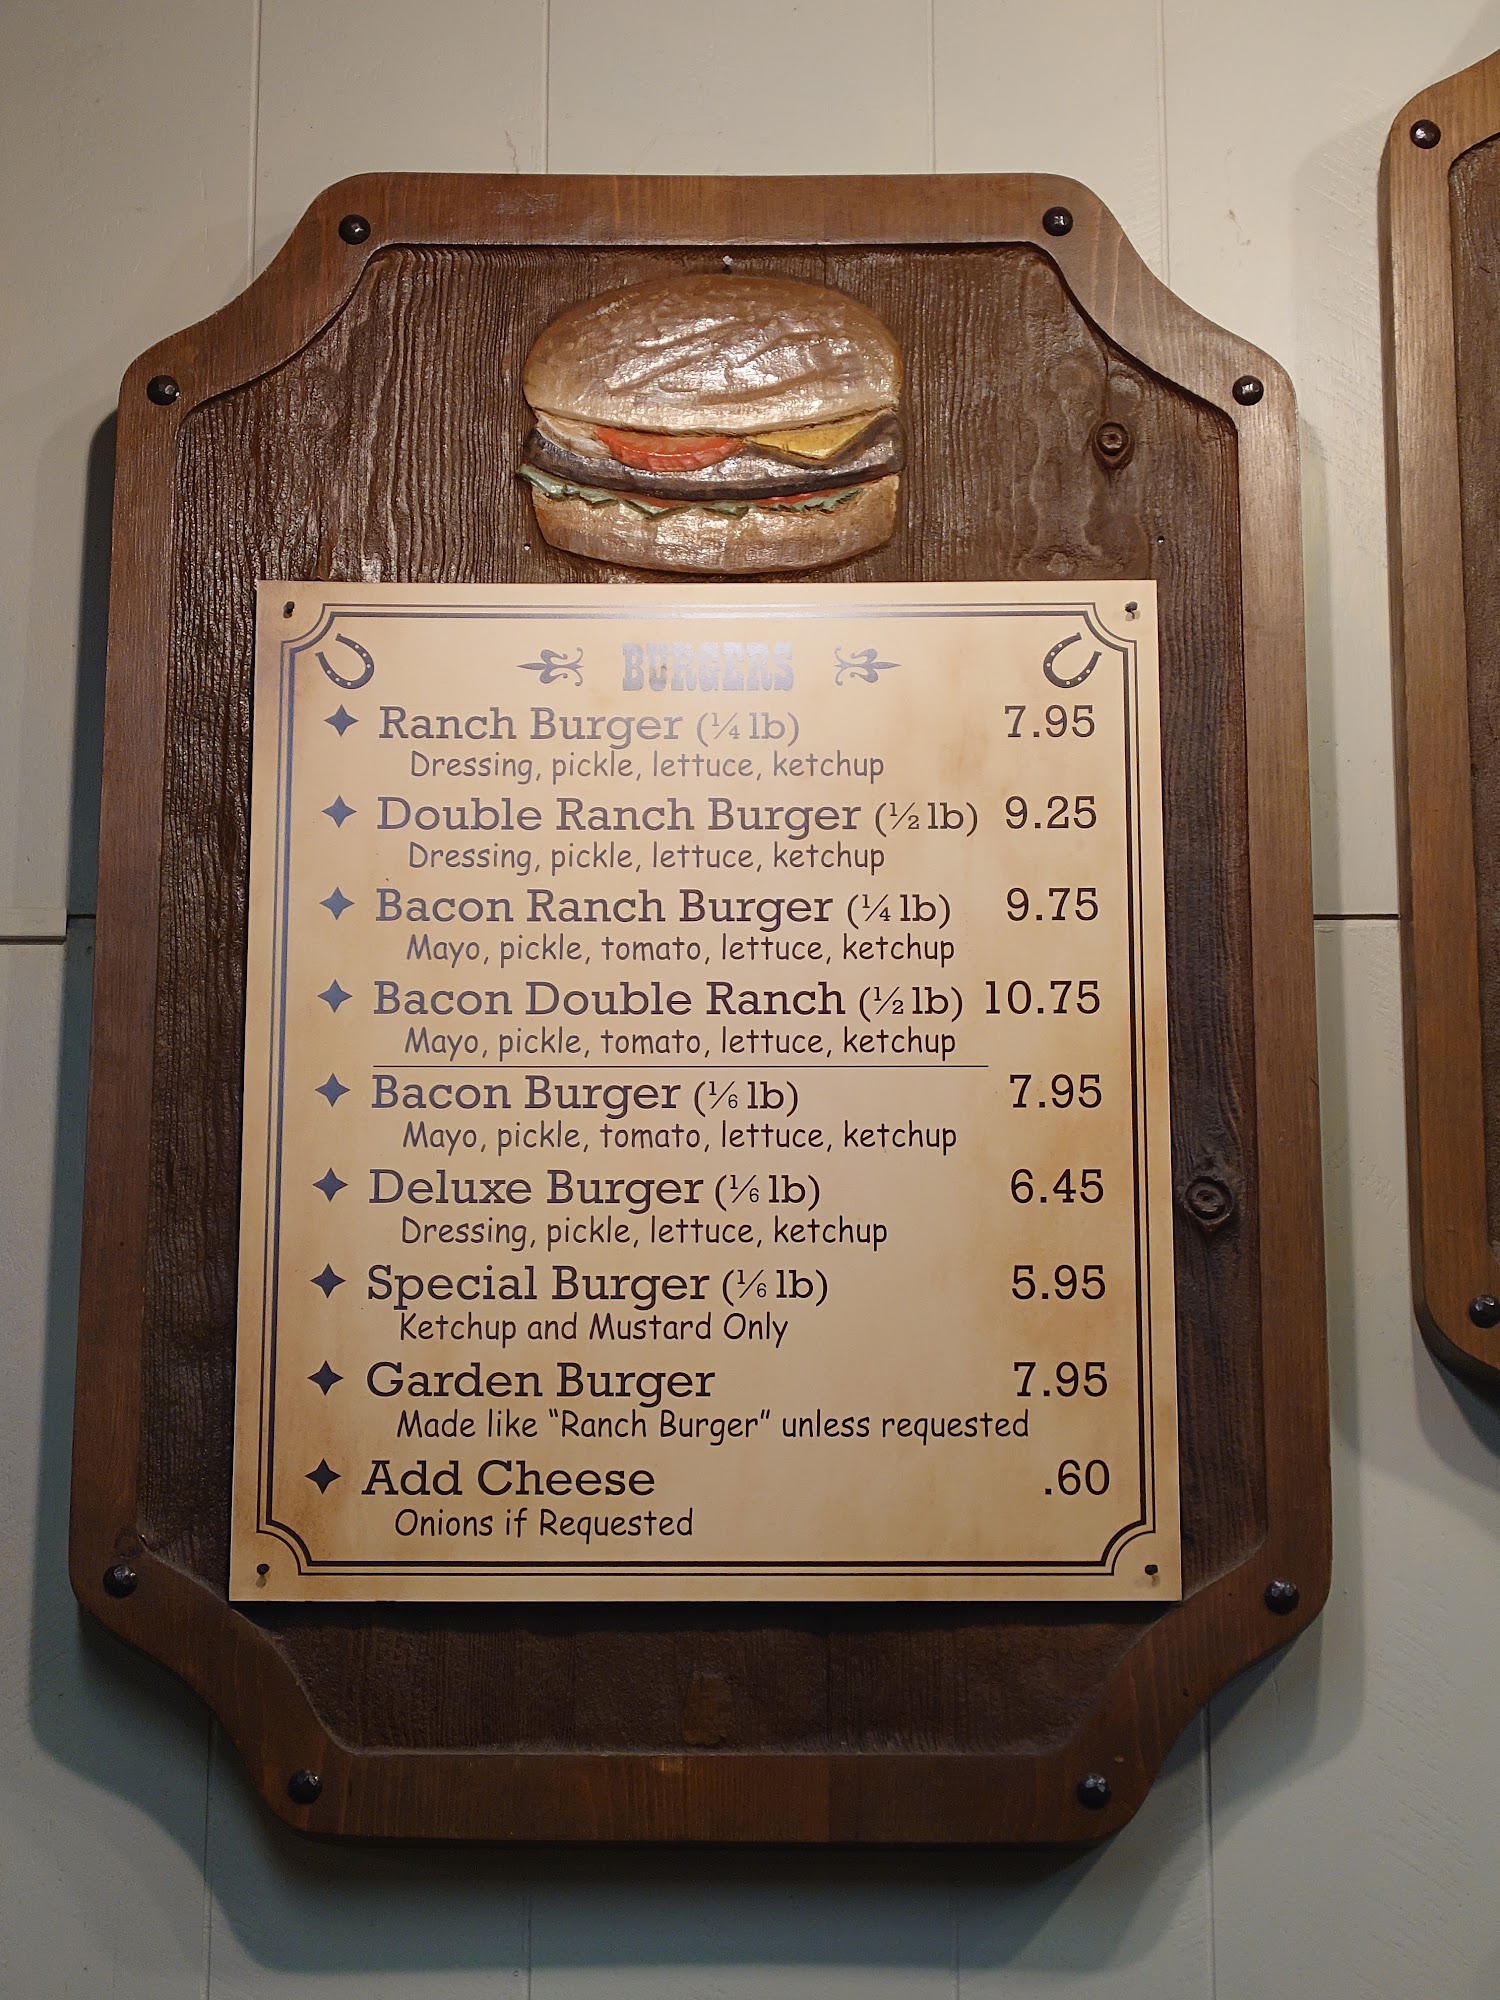 BURGERS
Ranch Burger (¼ lb) 7.95
Dressing, pickle, lettuce, ketchup
Double Ranch Burger (½ lb) 9.25
Dressing, pickle, lettuce, ketchup
Bacon Ranch Burger (¼ lb) 9.75
Mayo, pickle, tomato, lettuce, ketchup
Bacon Double Ranch (½ lb) 10.75
Mayo, pickle, tomato, lettuce, ketchup
Bacon Burger (⅙ lb) 7.95
Mayo, pickle, tomato, lettuce, ketchup
Deluxe Burger (⅙ lb) 6.45
Dressing, pickle, lettuce, ketchup
Special Burger (⅙ lb) 5.95
Ketchup and Mustard Only
Garden Burger 7.95
Made like “Ranch Burger” unless requested
Add Cheese .60
Onions if Requested